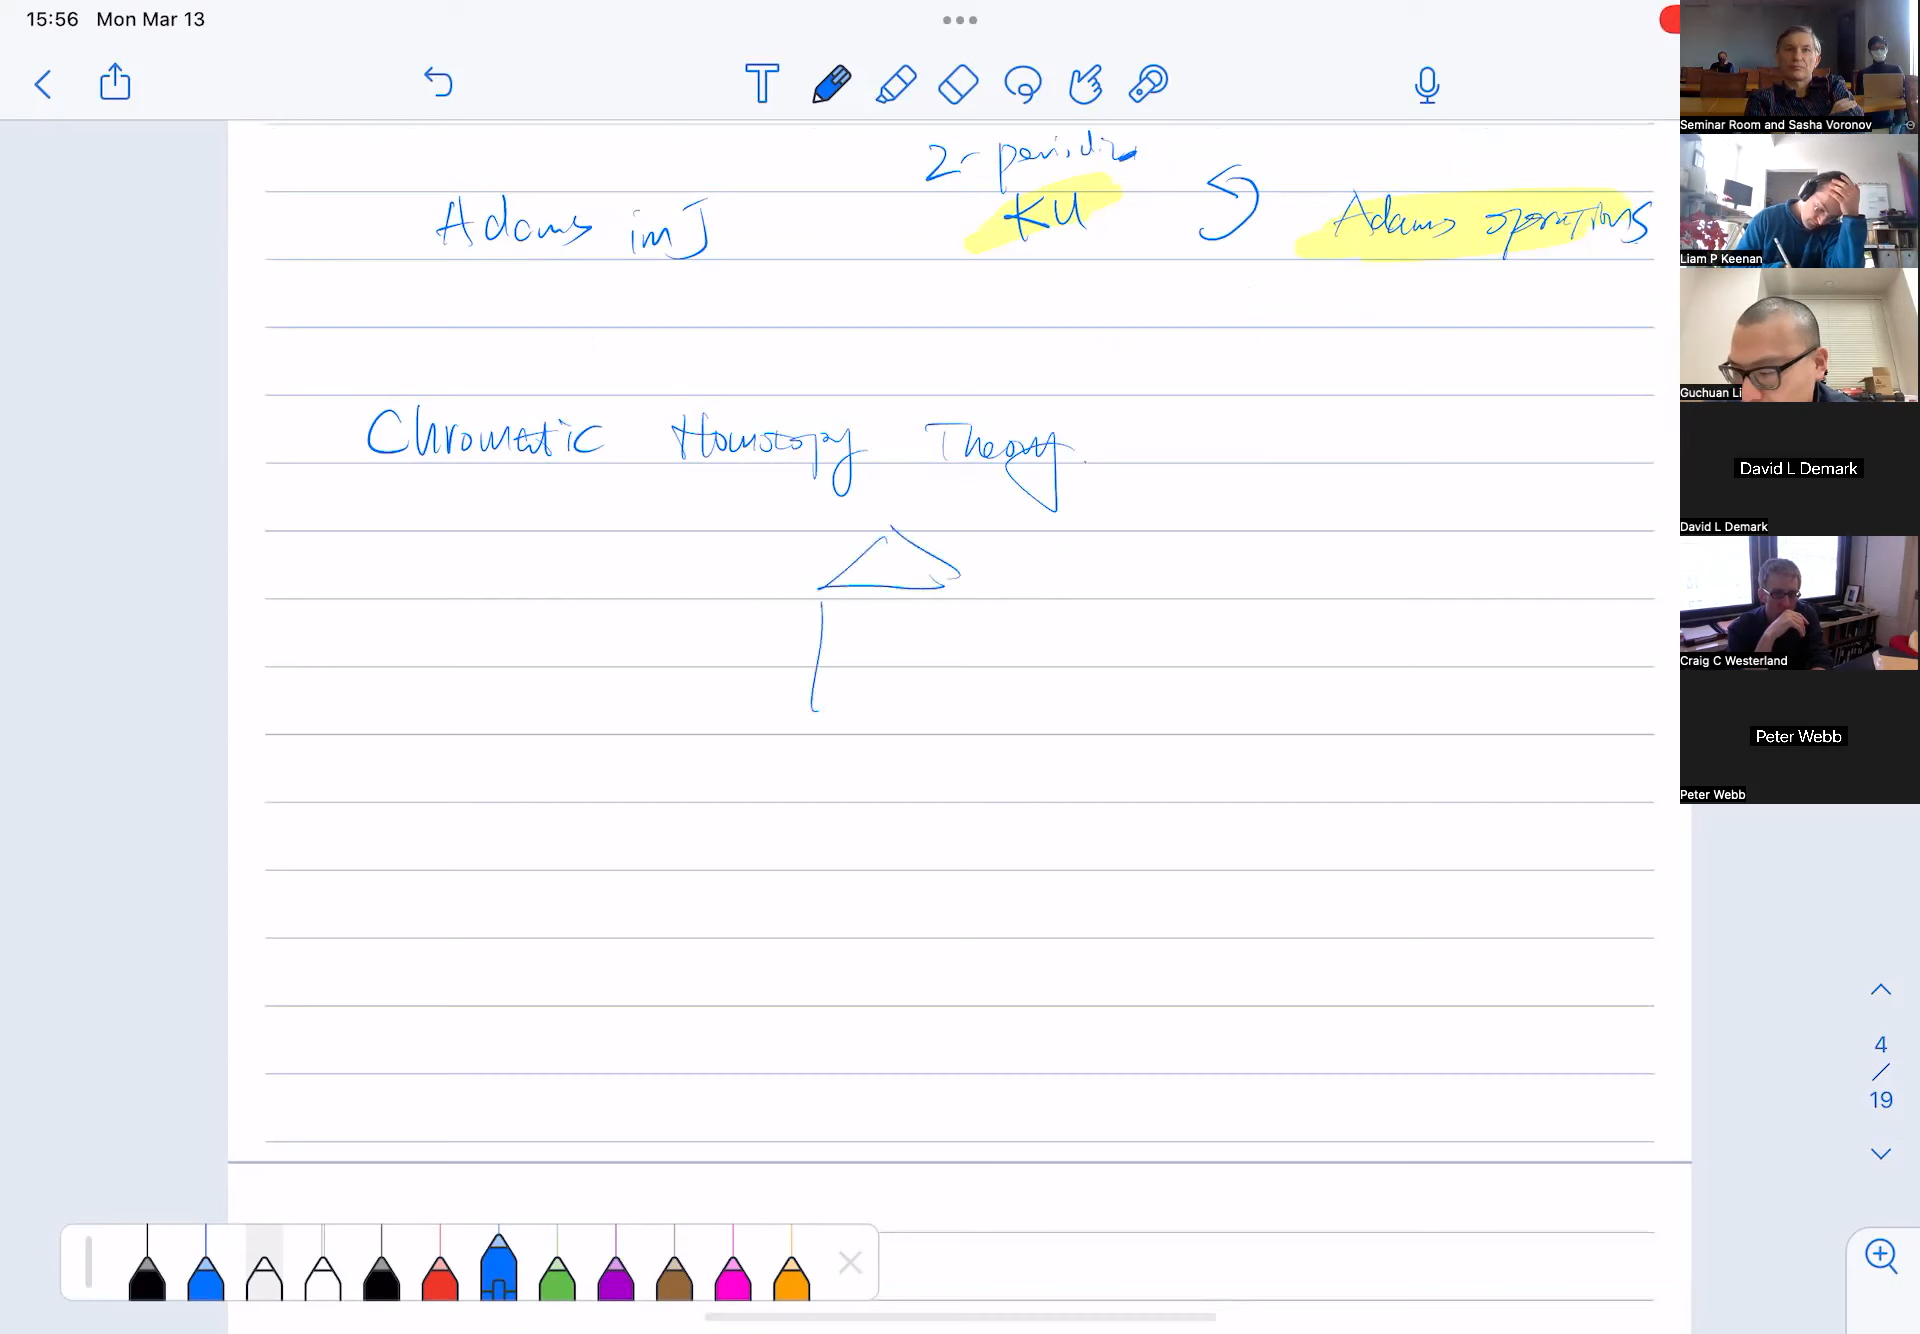 15:56 Mon Mar 13
2-periodic
Adams im J KU Adams operations
Chromatic Homotopy Theory.
Seminar Room and Sasha Voronov
Liam P Keenan
Guchuan Li
David L Demark
David L Demark
Craig C Westerland
Peter Webb
Peter Webb
4
/
19
T